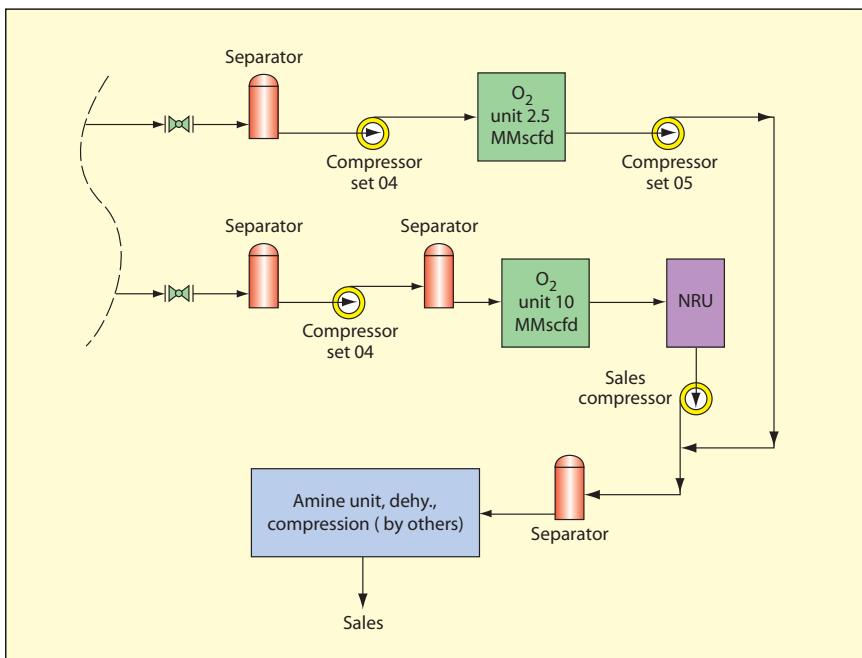 Separator
O2
unit 2.5
MMscfd
Compressor
set 04
Compressor
set 05
Separator
Separator
O2
unit 10
MMscfd
NRU
Compressor
set 04
Sales
compressor
Amine unit, dehy.,
compression ( by others)
Separator
Sales